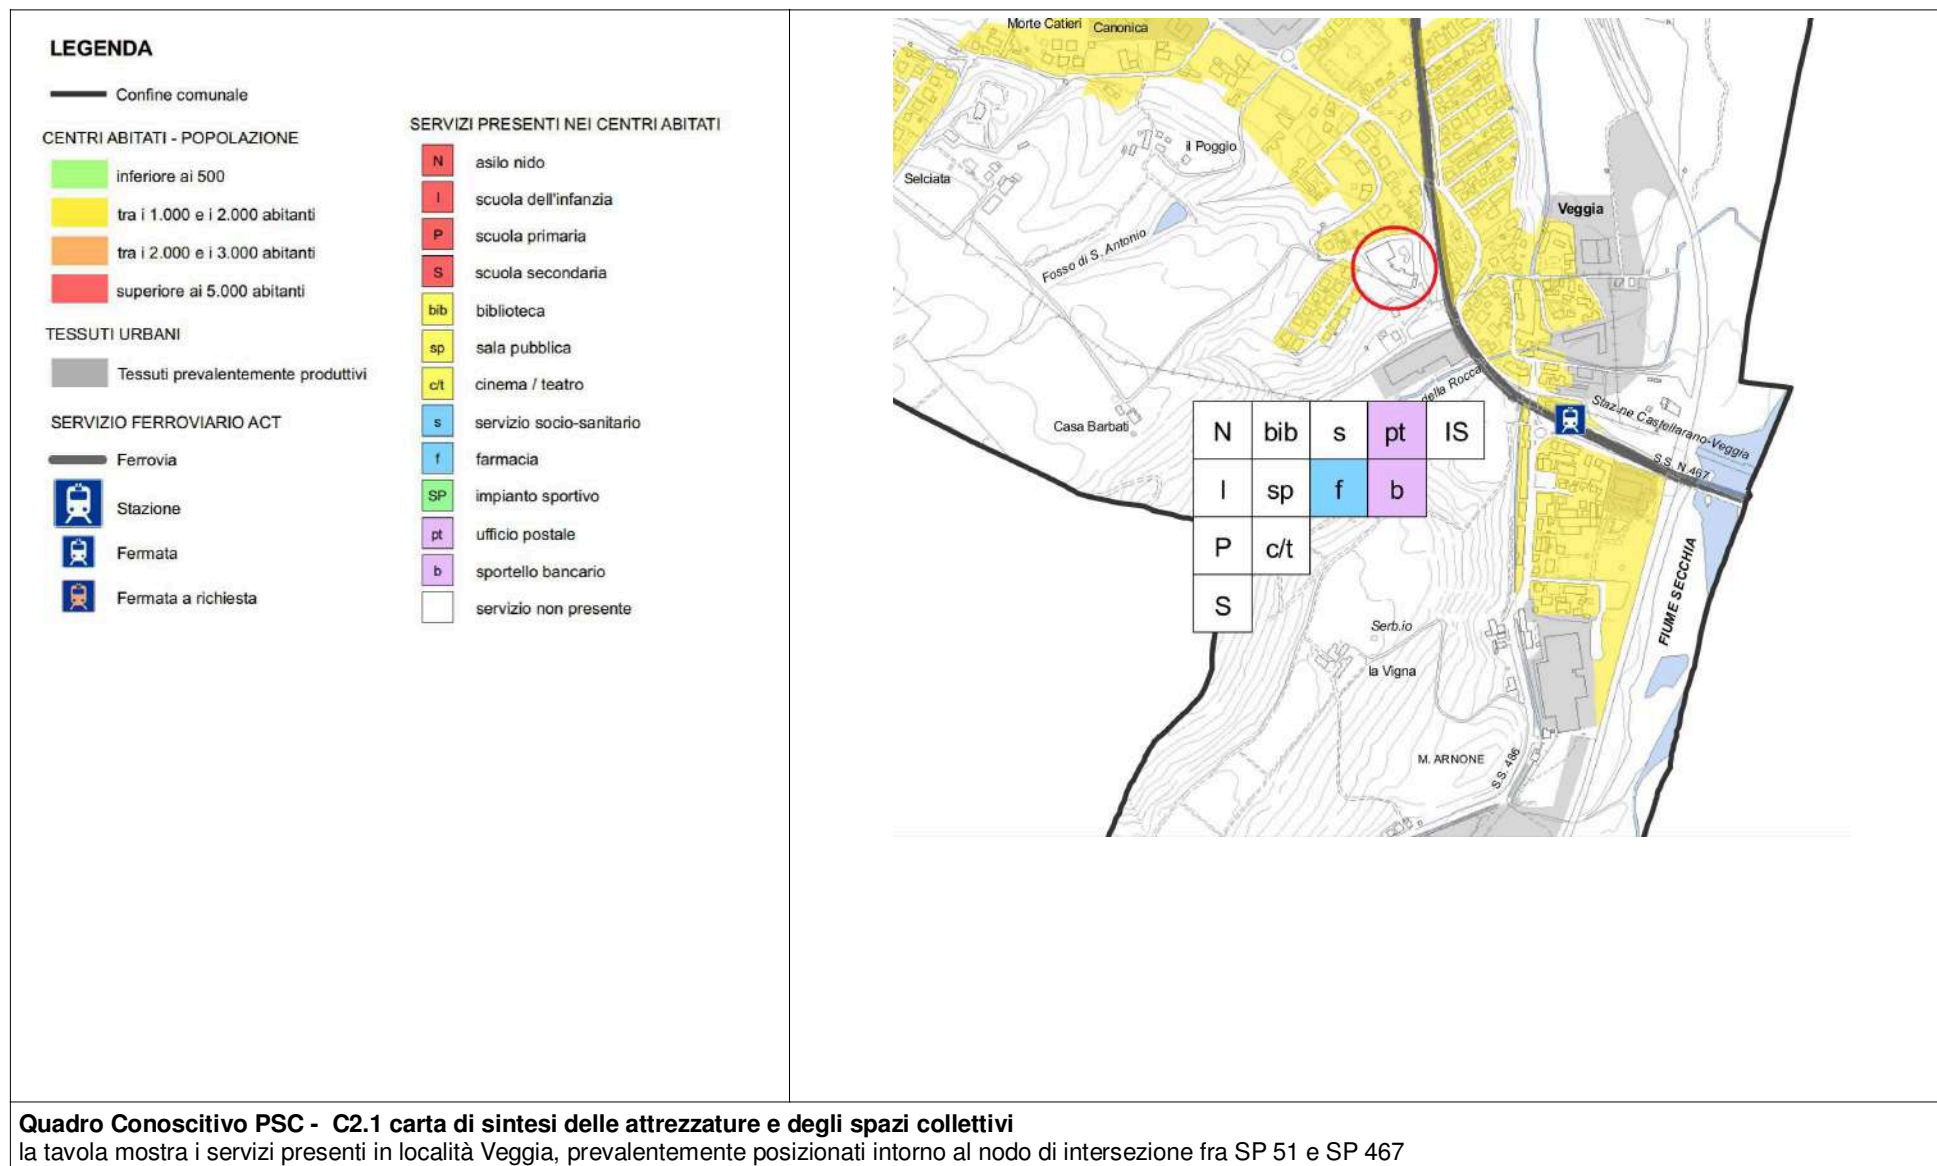 LEGENDA
Confine comunale
CENTRI ABITATI - POPOLAZIONE
inferiore ai 500
tra i 1.000 e i 2.000 abitanti
tra i 2.000 e i 3.000 abitanti
superiore ai 5.000 abitanti
TESSUTI URBANI
Tessuti prevalentemente produttivi
SERVIZIO FERROVIARIO ACT
Ferrovia
Stazione
Fermata
Fermata a richiesta
SERVIZI PRESENTI NEI CENTRI ABITATI
N asilo nido
I scuola dell'infanzia
P scuola primaria
S scuola secondaria
bib biblioteca
sp sala pubblica
c/t cinema / teatro
s servizio socio-sanitario
f farmacia
SP impianto sportivo
pt ufficio postale
b sportello bancario
servizio non presente
Morte Catieri
Canonica
il Poggio
Selciata
Veggia
Fosso di S. Antonio
della Rocca
Casa Barbati
Stazione Castellarano-Veggia
S.S. N.467
N bib s pt IS
I sp f b
P c/t
S
FIUME SECCHIA
Serb.io
la Vigna
M. ARNONE
S.S. 486
Quadro Conoscitivo PSC - C2.1 carta di sintesi delle attrezzature e degli spazi collettivi
la tavola mostra i servizi presenti in località Veggia, prevalentemente posizionati intorno al nodo di intersezione fra SP 51 e SP 467